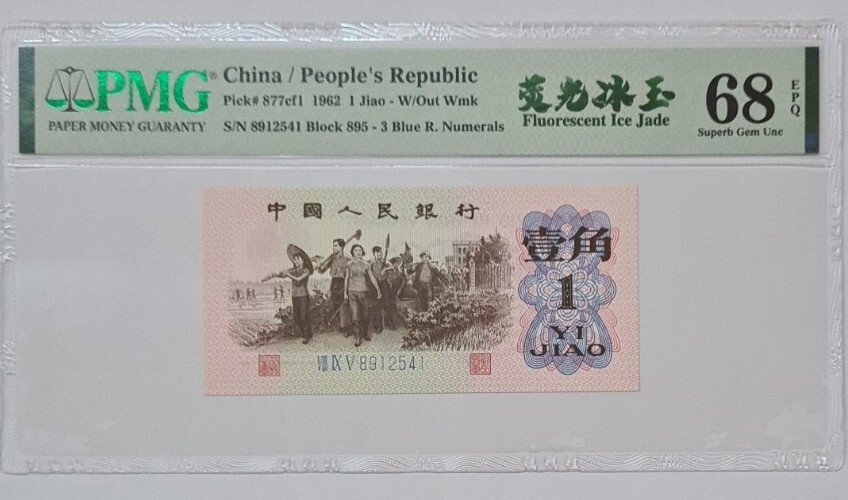 PMG
PAPER MONEY GUARANTY
China / People's Republic
Pick# 877cf1 1962 1 Jiao - W/Out Wmk
S/N 8912541 Block 895 - 3 Blue R. Numerals
荧光冰玉
Fluorescent Ice Jade
68
EPQ
Superb Gem Unc
中國人民銀行
壹角
1
YI
JIAO
VIII IX V 8912541